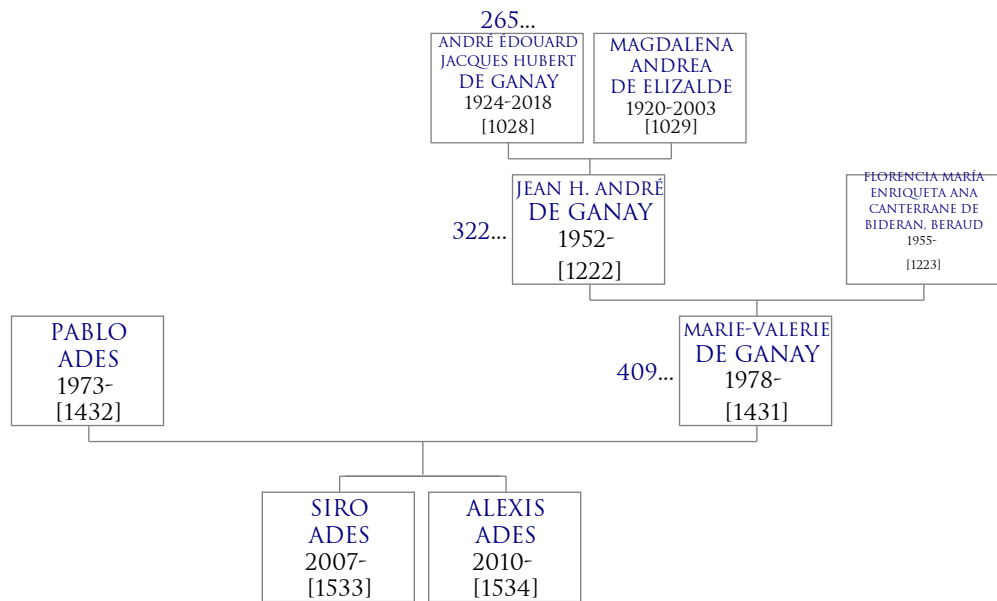 265...
ANDRÉ ÉDOUARD
JACQUES HUBERT
DE GANAY
1924-2018
[1028]
MAGDALENA
ANDREA
DE ELIZALDE
1920-2003
[1029]
322...
JEAN H. ANDRÉ
DE GANAY
1952-
[1222]
FLORENCIA MARÍA
ENRIQUETA ANA
CANTERRANE DE
BIDERAN, BERAUD
1955-
[1223]
PABLO
ADES
1973-
[1432]
409...
MARIE-VALERIE
DE GANAY
1978-
[1431]
SIRO
ADES
2007-
[1533]
ALEXIS
ADES
2010-
[1534]